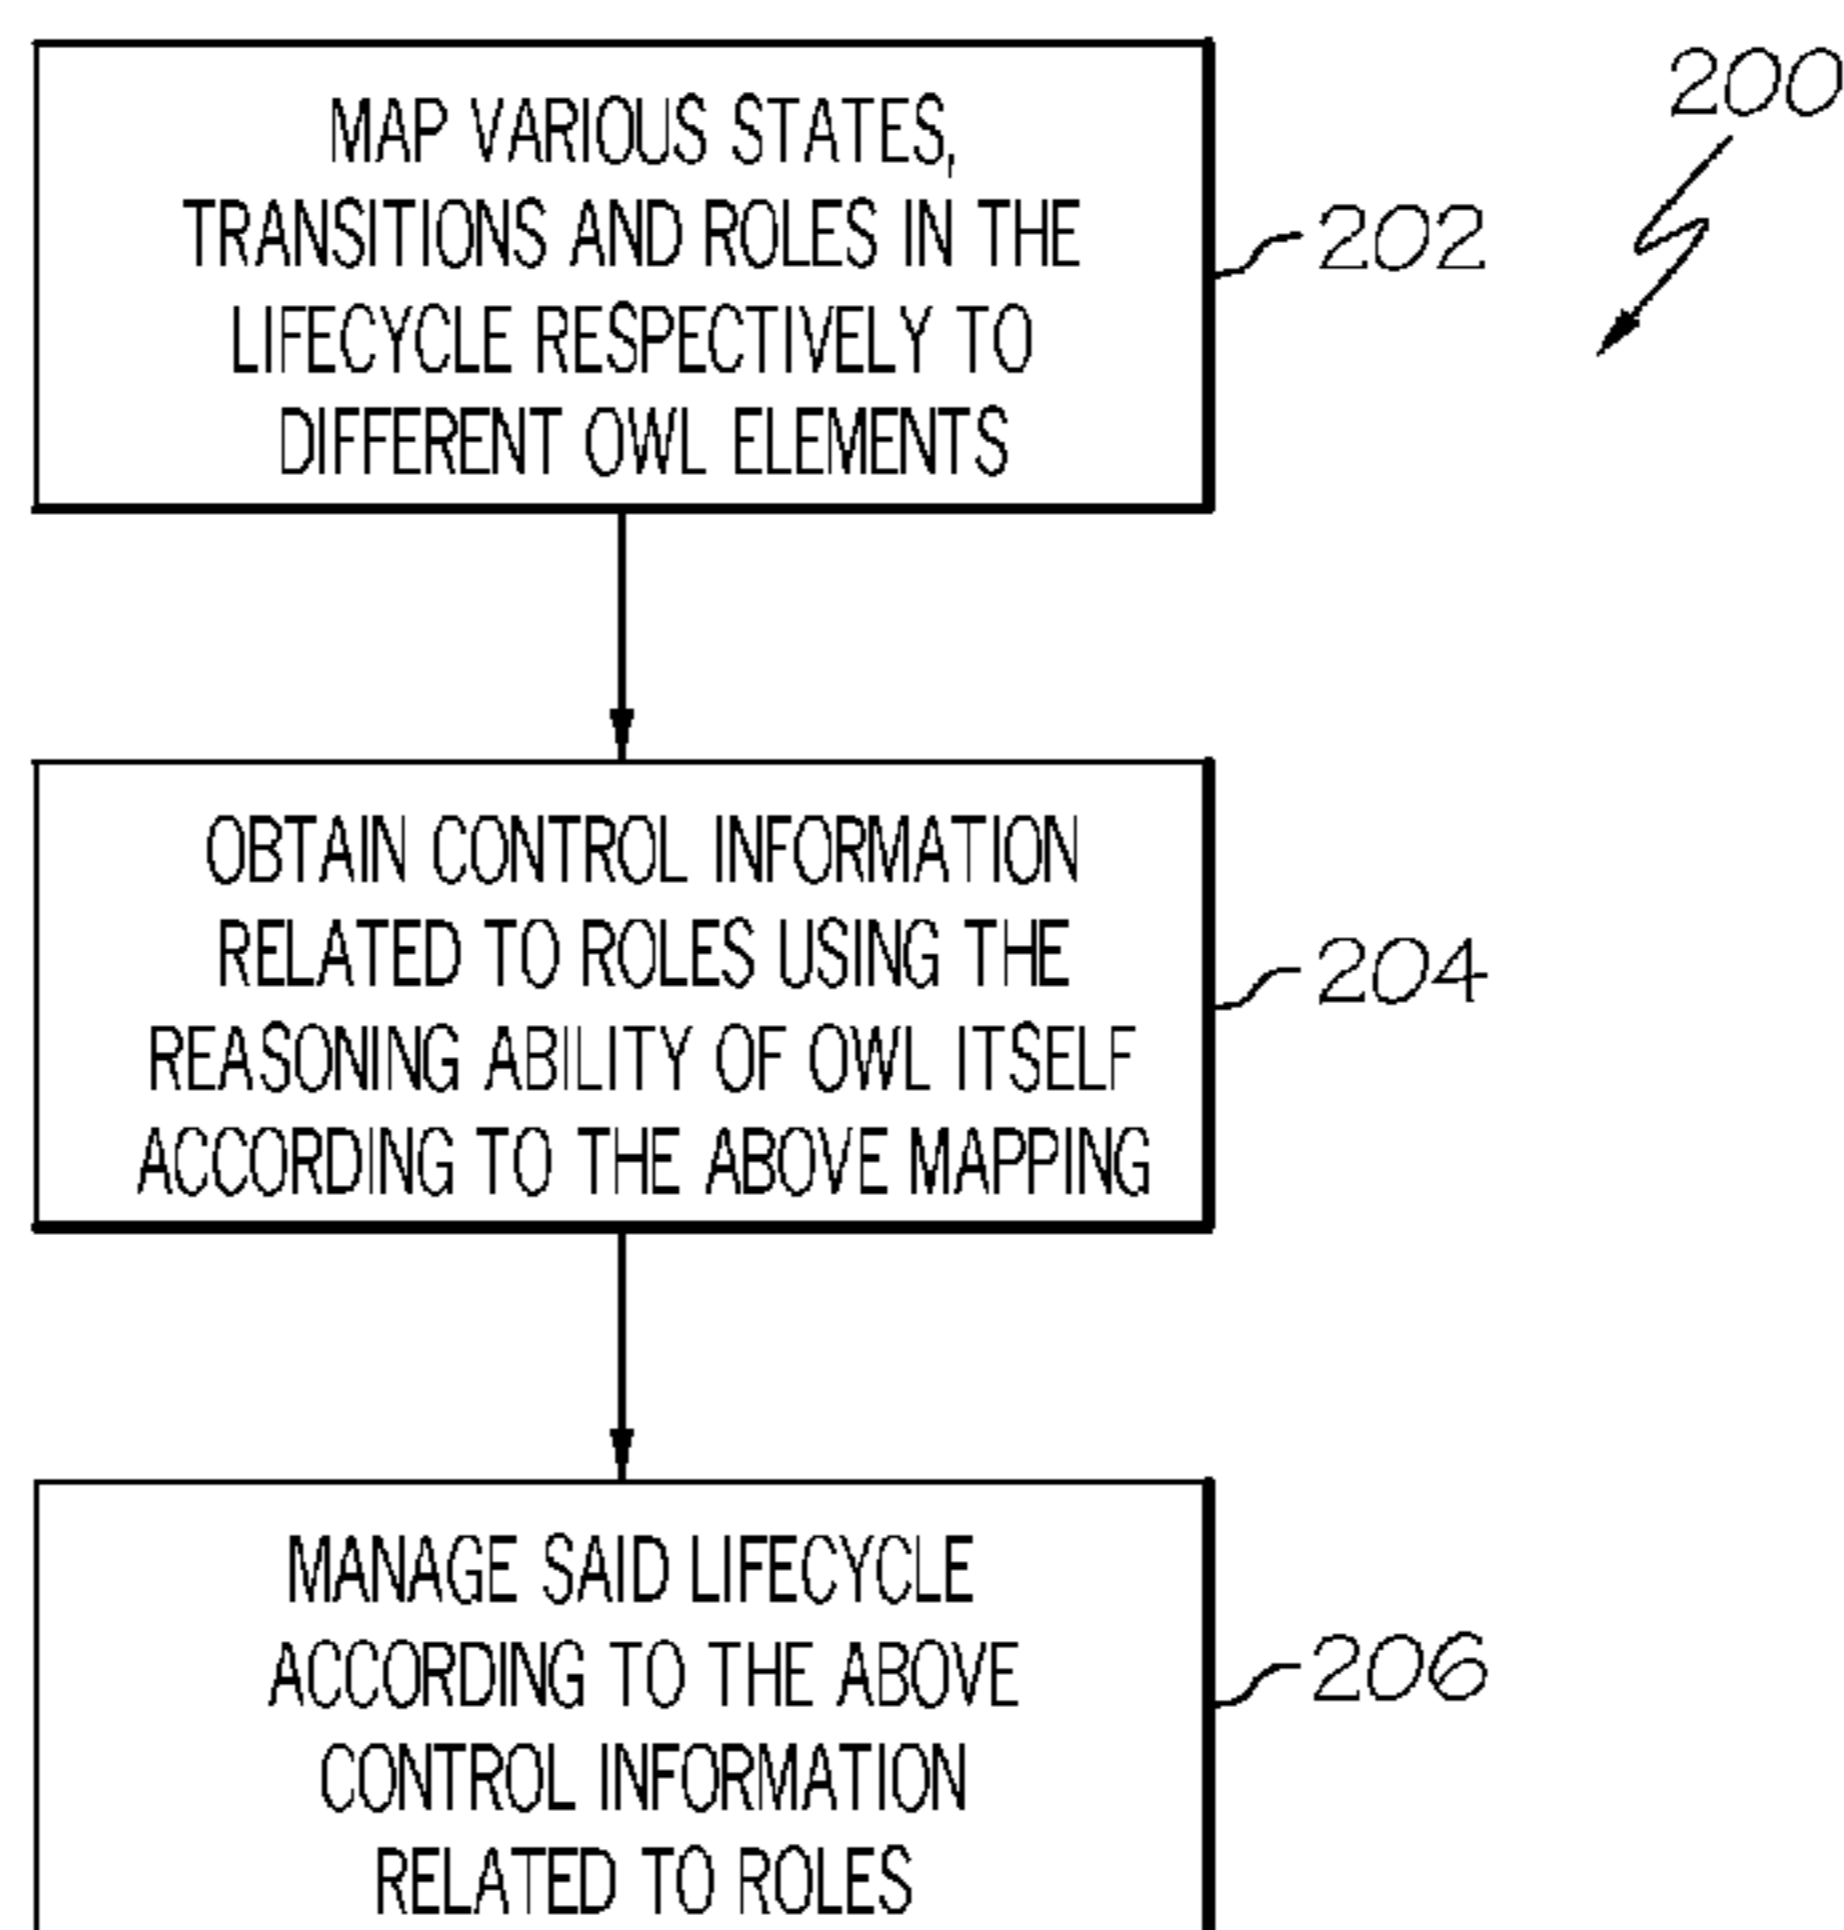 200
MAP VARIOUS STATES,
TRANSITIONS AND ROLES IN THE
LIFECYCLE RESPECTIVELY TO
DIFFERENT OWL ELEMENTS
202
OBTAIN CONTROL INFORMATION
RELATED TO ROLES USING THE
REASONING ABILITY OF OWL ITSELF
ACCORDING TO THE ABOVE MAPPING
204
MANAGE SAID LIFECYCLE
ACCORDING TO THE ABOVE
CONTROL INFORMATION
RELATED TO ROLES
206